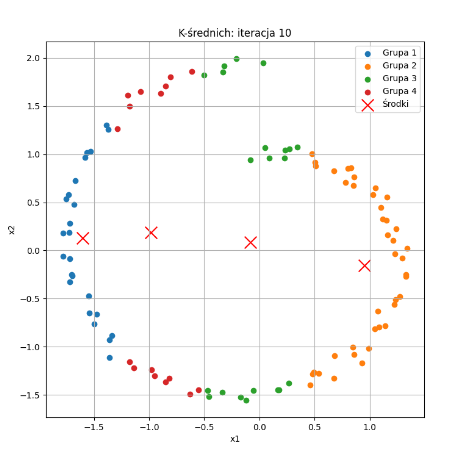 K-średnich: iteracja 10
Grupa 1
Grupa 2
Grupa 3
Grupa 4
Środki
2.0
1.5
1.0
0.5
0.0
−0.5
−1.0
−1.5
x2
−1.5
−1.0
−0.5
0.0
0.5
1.0
x1